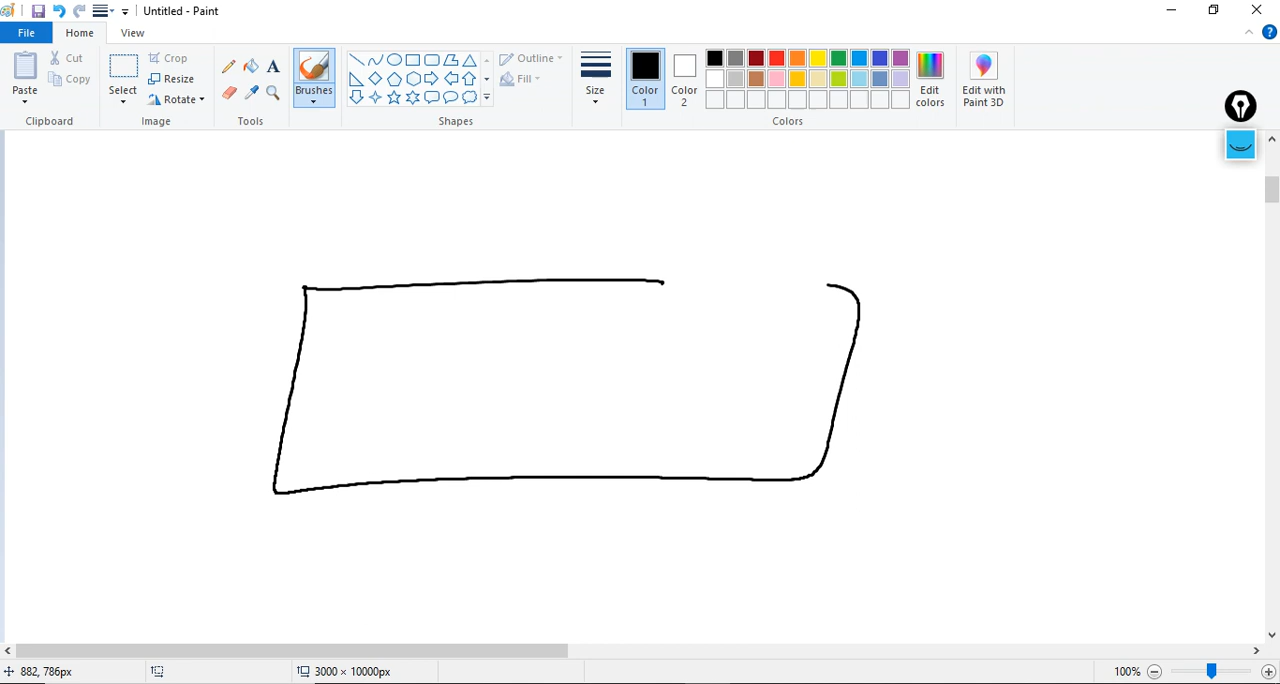 Untitled - Paint
File Home View
Paste Cut Copy
Select Crop Resize Rotate
A
Brushes
Outline Fill
Size
Color 1 Color 2
Edit colors
Edit with Paint 3D
Clipboard Image Tools Shapes Colors
882, 786px 3000 × 10000px 100%